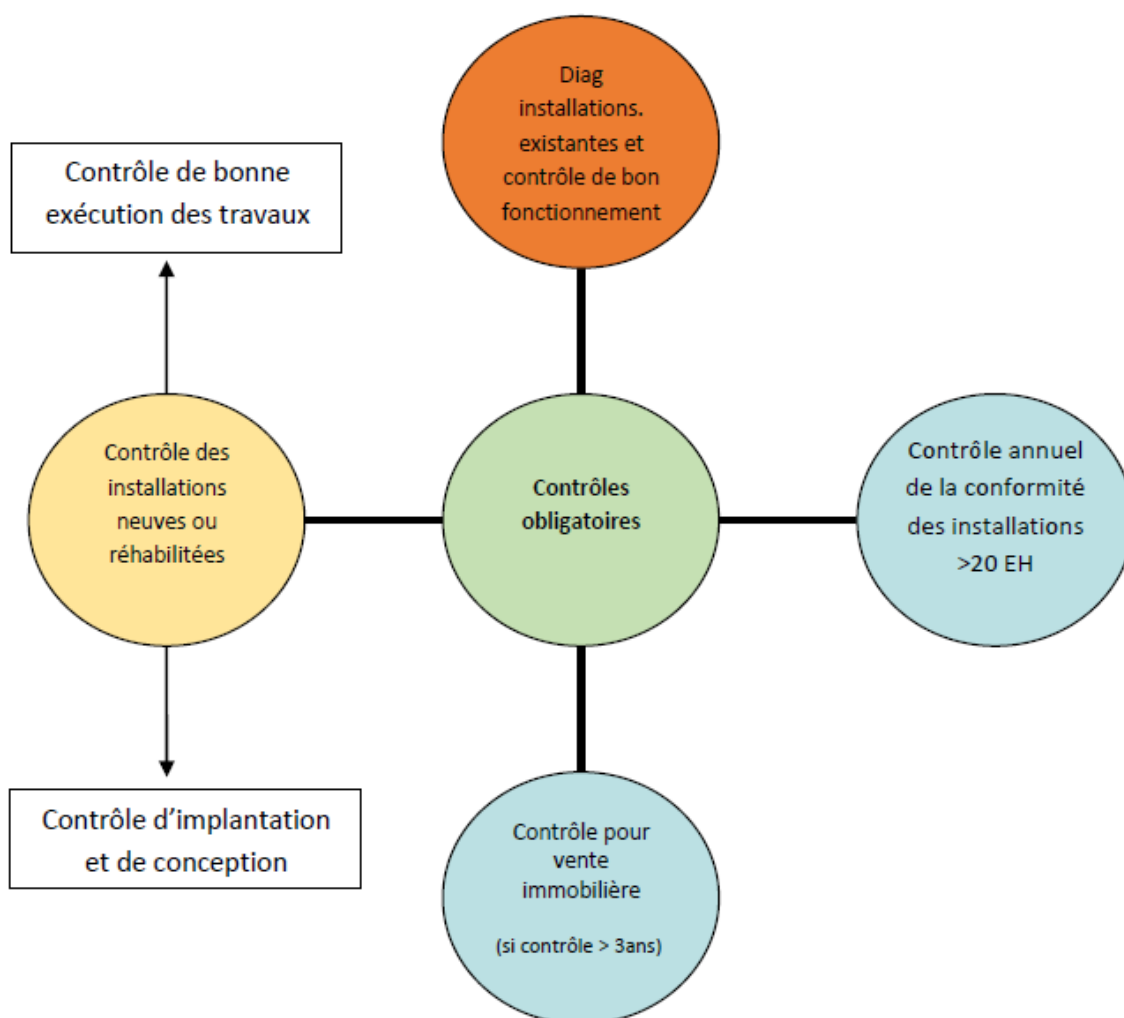 Diag
installations.
existantes et
contrôle de bon
fonctionnement
Contrôle de bonne
exécution des travaux
Contrôle des
installations
neuves ou
réhabilitées
Contrôles
obligatoires
Contrôle annuel
de la conformité
des installations
>20 EH
Contrôle d’implantation
et de conception
Contrôle pour
vente
immobilière
(si contrôle > 3ans)